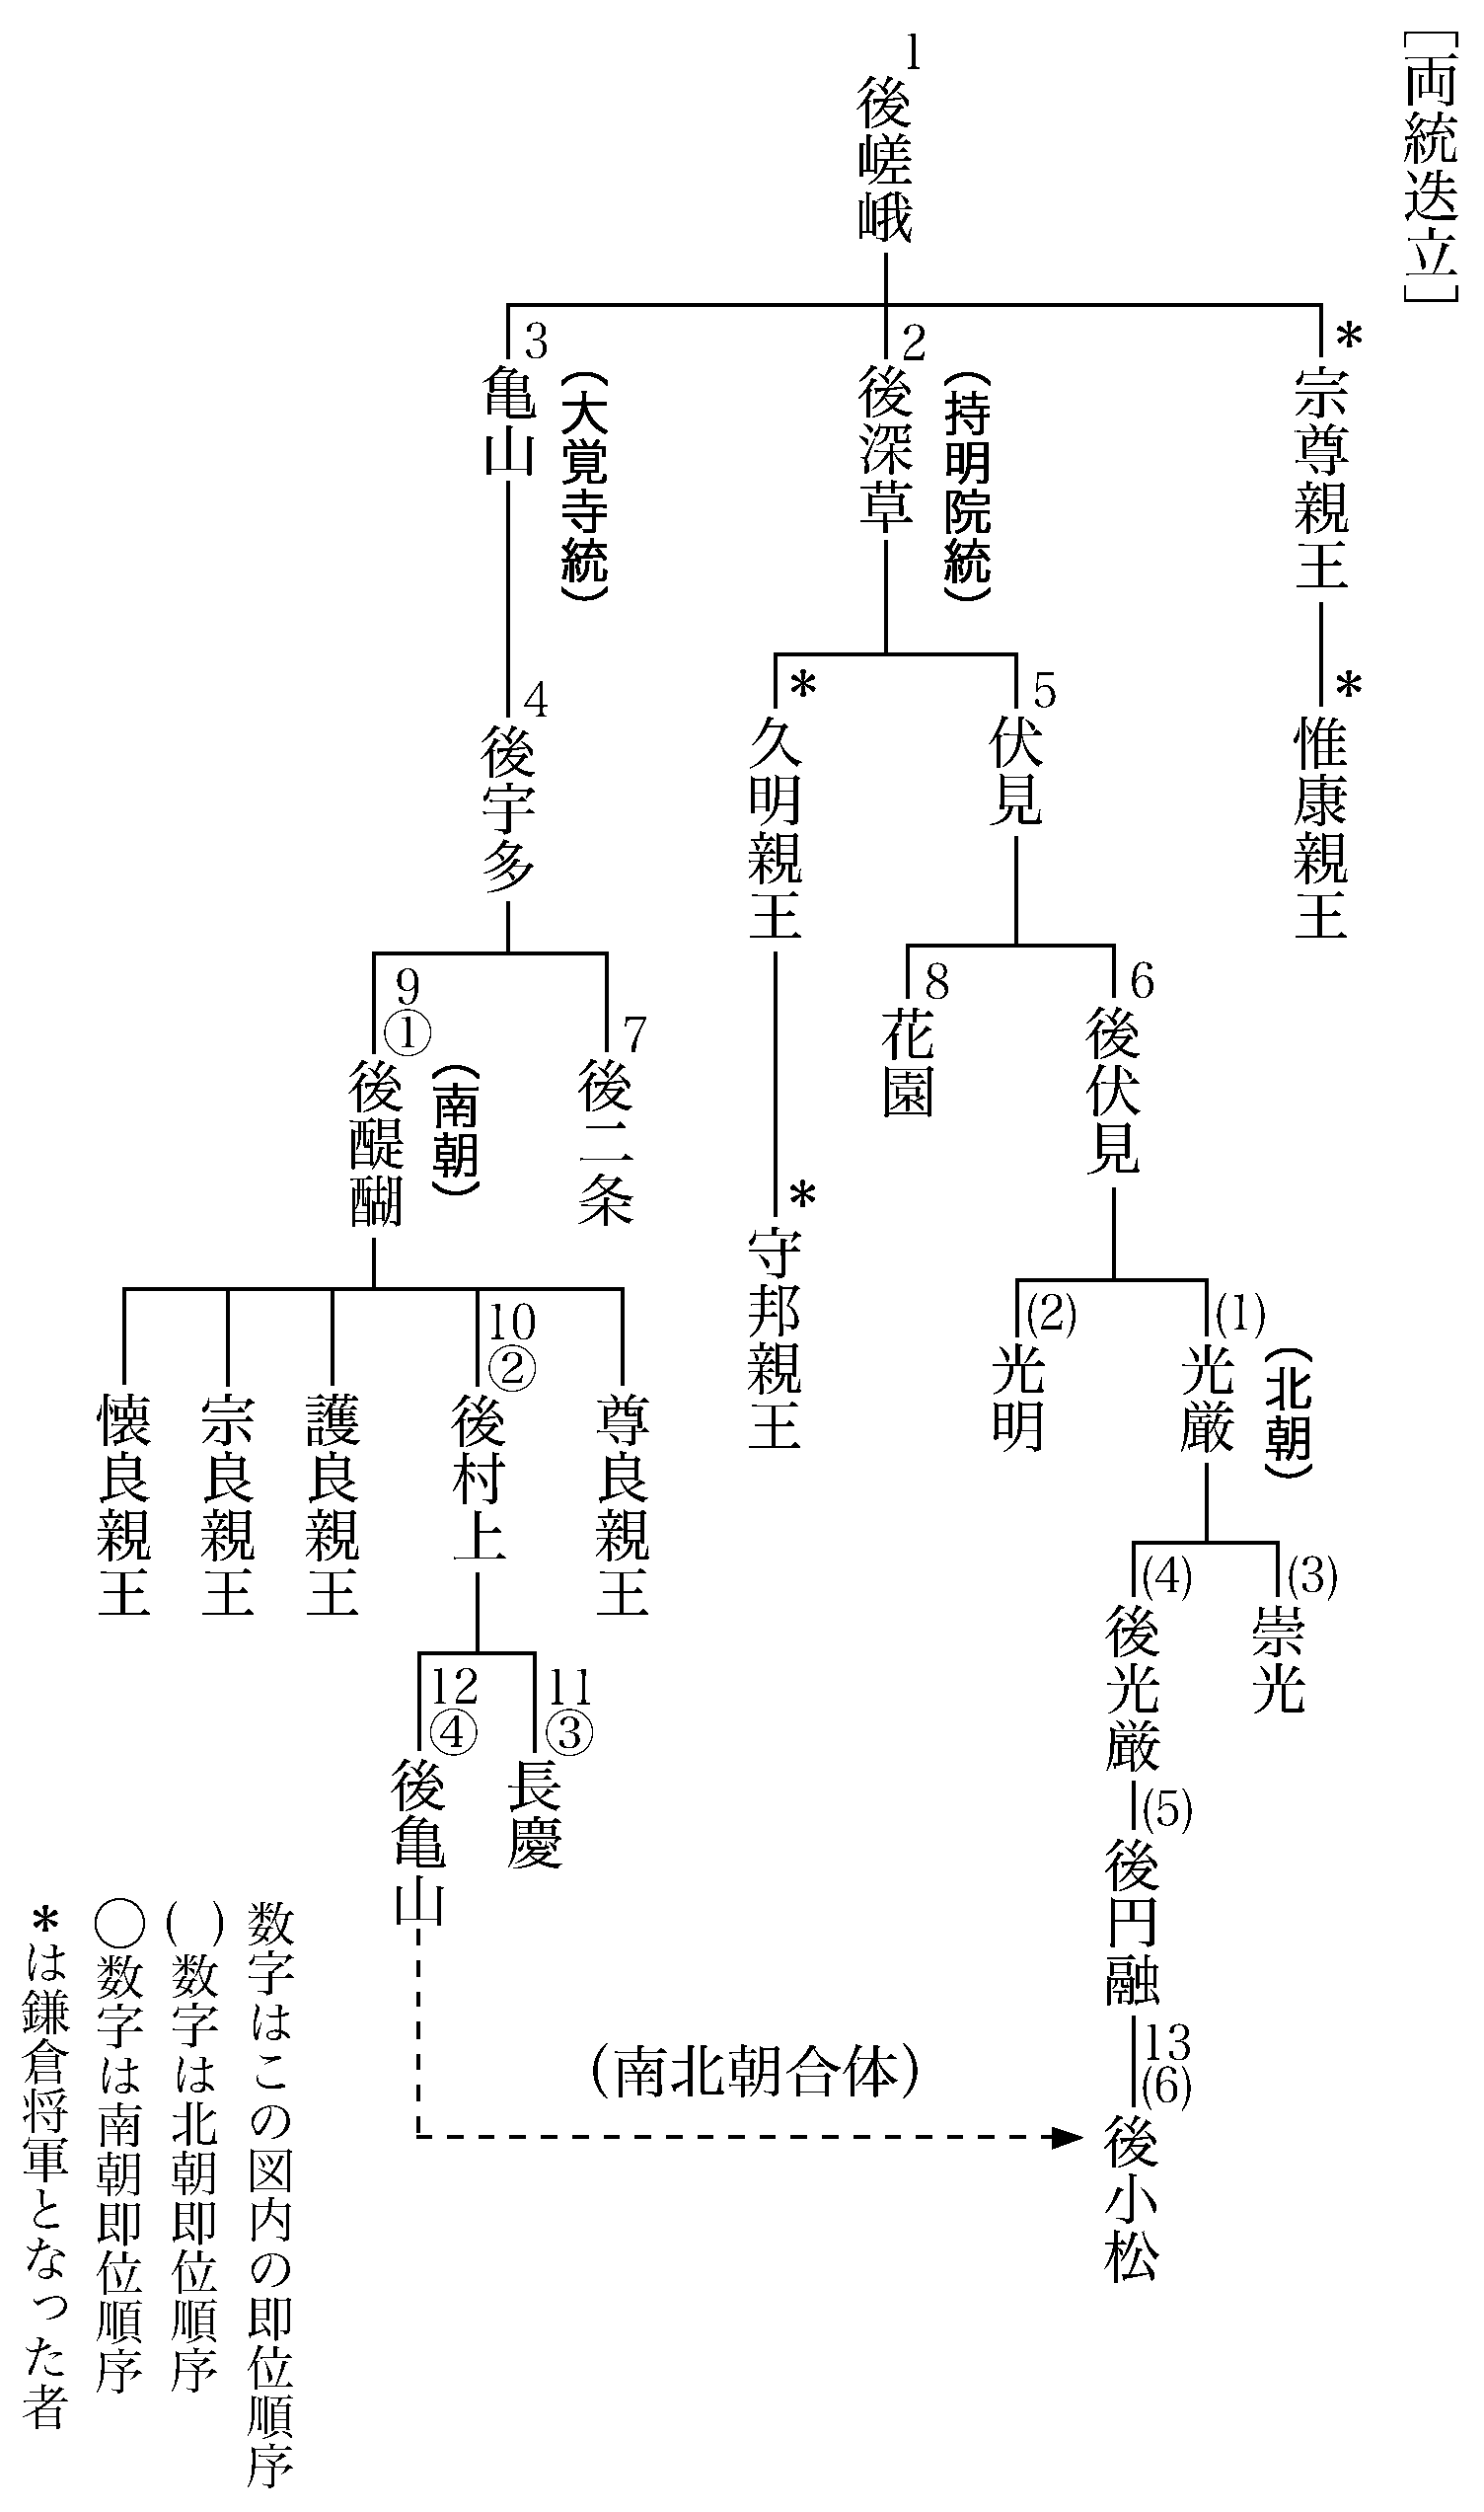 ［両統迭立］
1
後嵯峨
*
宗尊親王
*
惟康親王
2
後深草
（持明院統）
3
亀山
（大覚寺統）
5
伏見
*
久明親王
*
守邦親王
4
後宇多
6
後伏見
8
花園
7
後二条
9
①
後醍醐
（南朝）
(1)
光厳
（北朝）
(2)
光明
(3)
崇光
(4)
後光厳
(5)
後円融
13
(6)
後小松
尊良親王
10
②
後村上
護良親王
宗良親王
懐良親王
11
③
長慶
12
④
後亀山
(南北朝合体)
数字はこの図内の即位順序
( )数字は北朝即位順序
◯数字は南朝即位順序
*は鎌倉将軍となった者